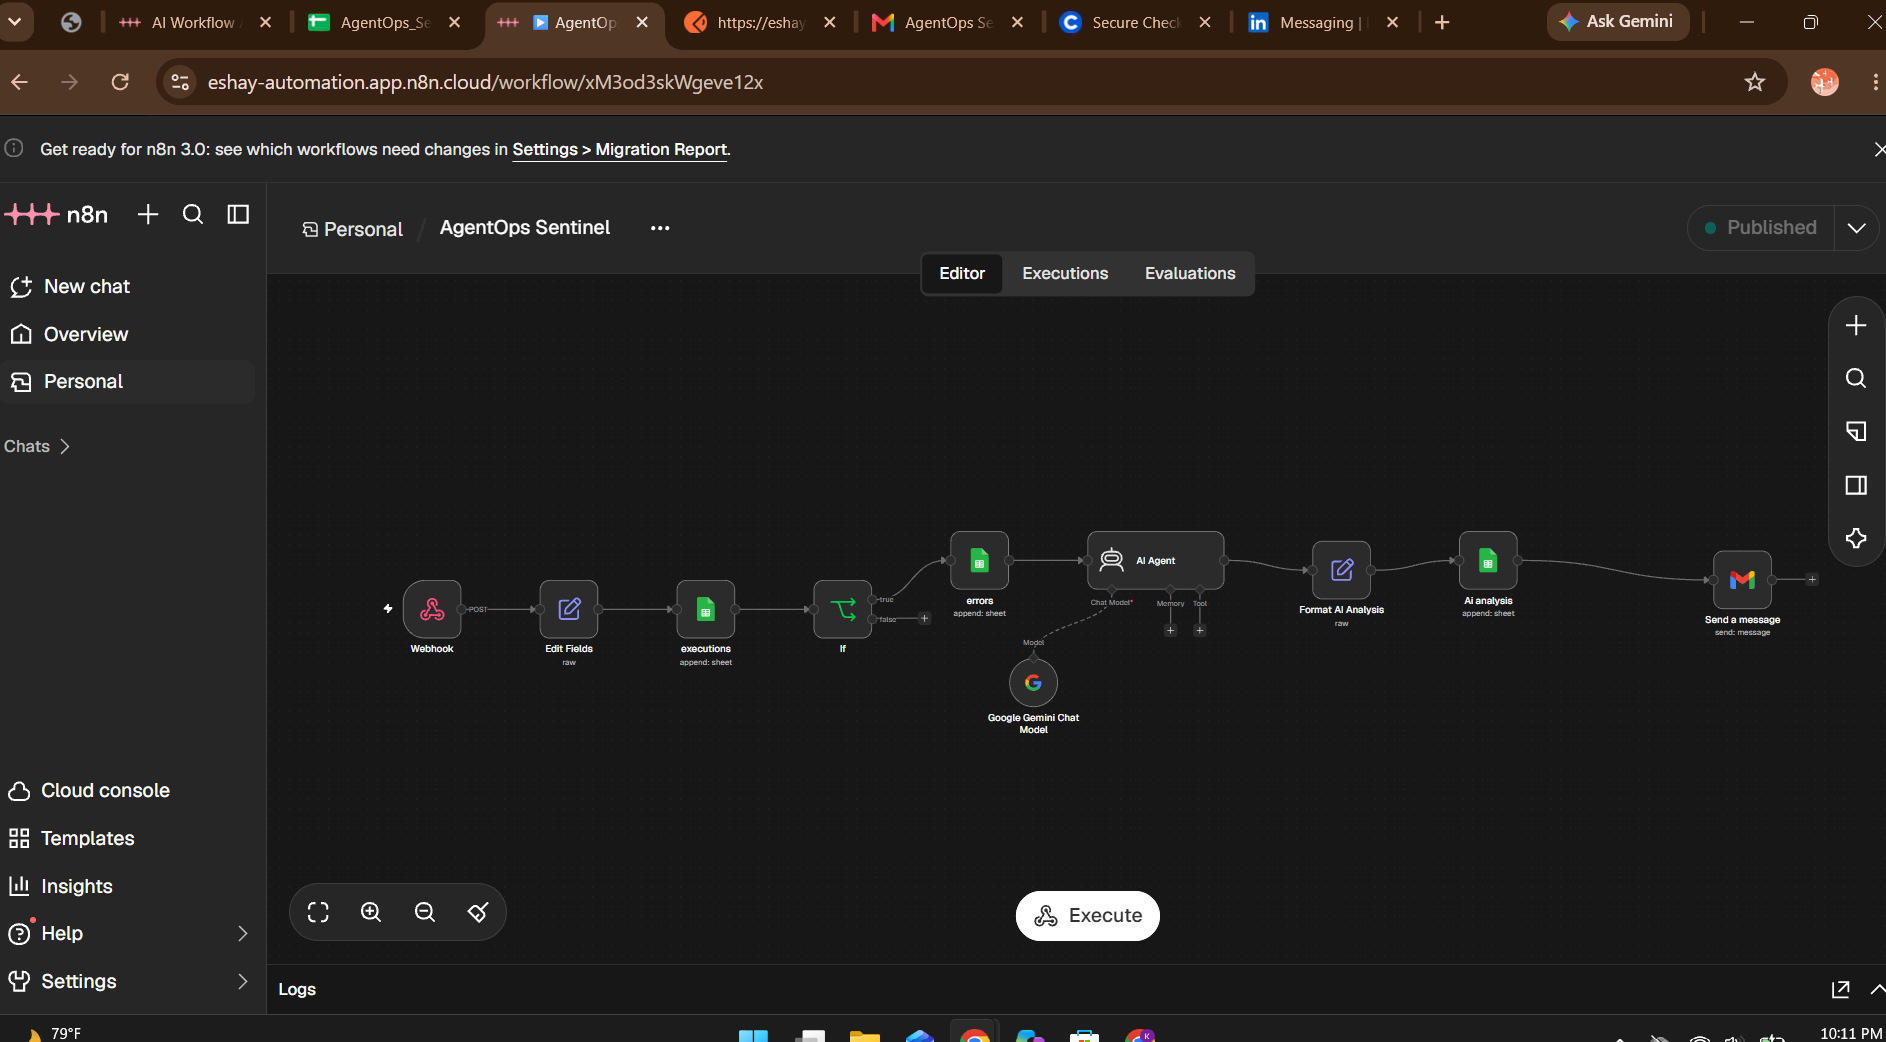 AI Workflow
AgentOps_Se
AgentOp
https://eshay
AgentOps Se
Secure Chec
Messaging |
Ask Gemini
eshay-automation.app.n8n.cloud/workflow/xM3od3skWgeve12x
Get ready for n8n 3.0: see which workflows need changes in Settings > Migration Report.
n8n
Personal / AgentOps Sentinel ...
Published
Editor Executions Evaluations
New chat
Overview
Personal
Chats
Cloud console
Templates
Insights
Help
Settings
POST
Webhook
Edit Fields
raw
executions
append: sheet
true
false
If
errors
append: sheet
AI Agent
Chat Model*
Memory
Tool
Model
Google Gemini Chat
Model
Format AI Analysis
raw
Ai analysis
append: sheet
Send a message
send: message
Execute
Logs
79°F
K
10:11 PM